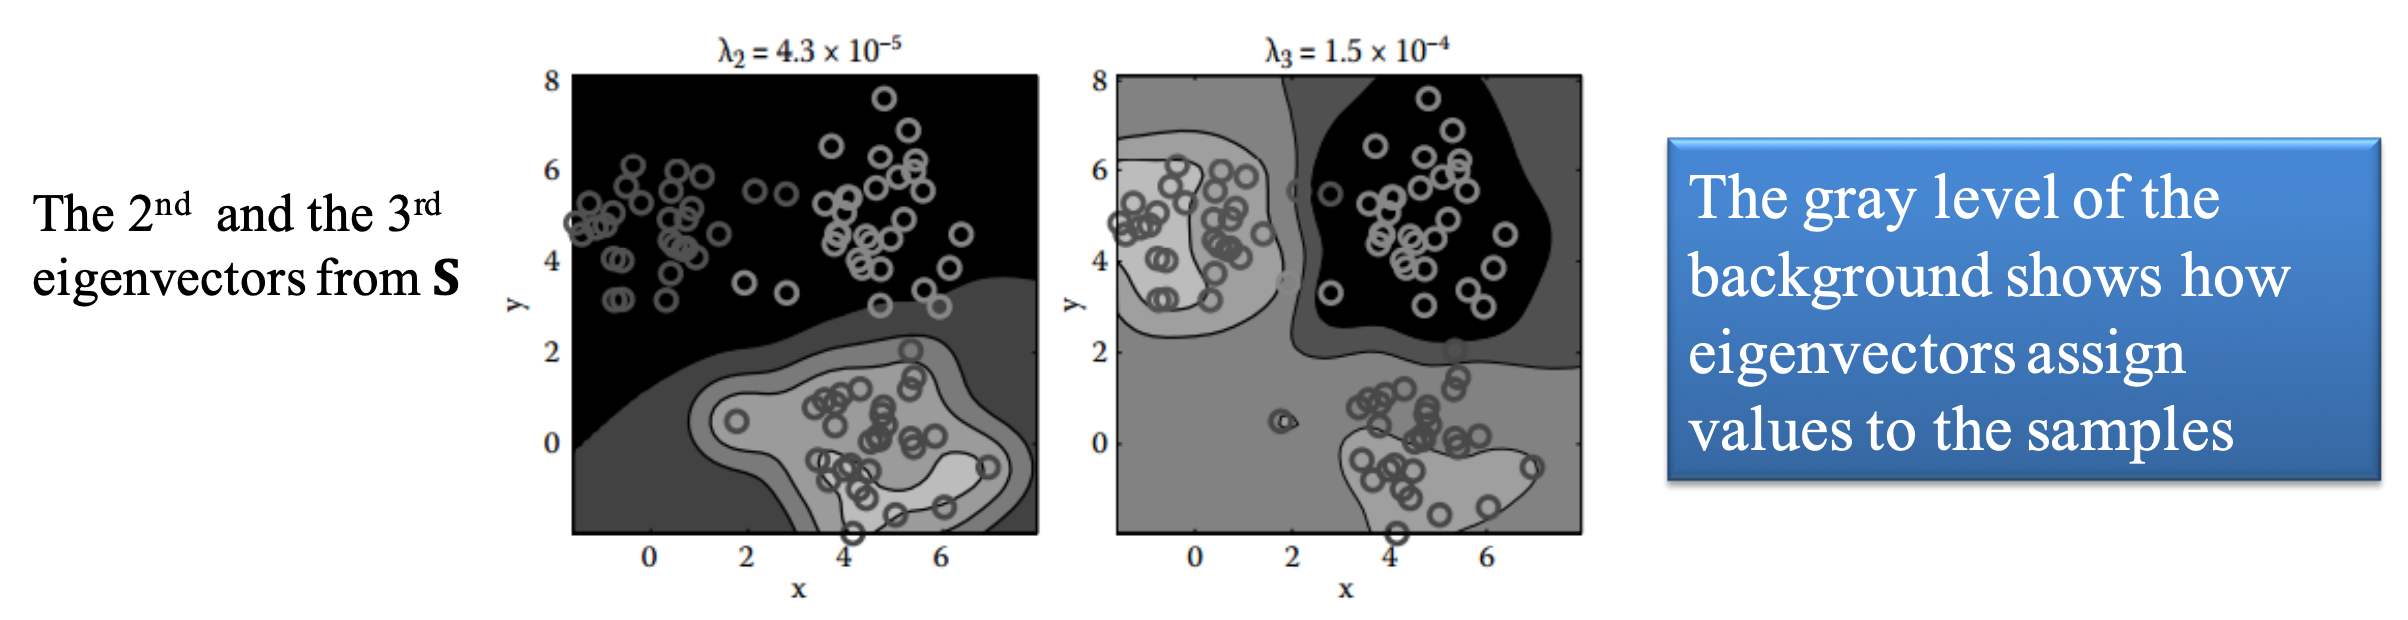 The 2nd and the 3rd
eigenvectors from S
λ2 = 4.3 × 10−5
8
6
4
2
0
y
0 2 4 6
x
λ3 = 1.5 × 10−4
8
6
4
2
0
y
0 2 4 6
x
The gray level of the
background shows how
eigenvectors assign
values to the samples